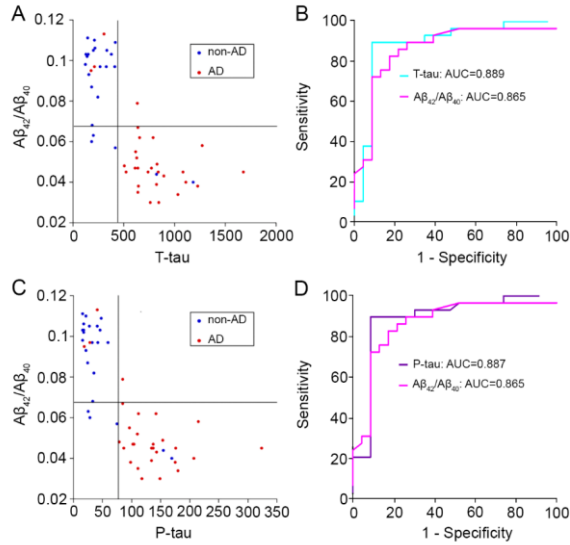 A
0.12
0.1
0.08
0.06
0.04
0.02
Aβ42/Aβ40
non-AD
AD
0 500 1000 1500 2000
T-tau
B
100
80
60
40
20
0
Sensitivity
T-tau: AUC=0.889
Aβ42/Aβ40: AUC=0.865
0 20 40 60 80 100
1 - Specificity
C
0.12
0.1
0.08
0.06
0.04
0.02
Aβ42/Aβ40
non-AD
AD
0 50 100 150 200 250 300 350
P-tau
D
100
80
60
40
20
0
Sensitivity
P-tau: AUC=0.887
Aβ42/Aβ40: AUC=0.865
0 20 40 60 80 100
1 - Specificity